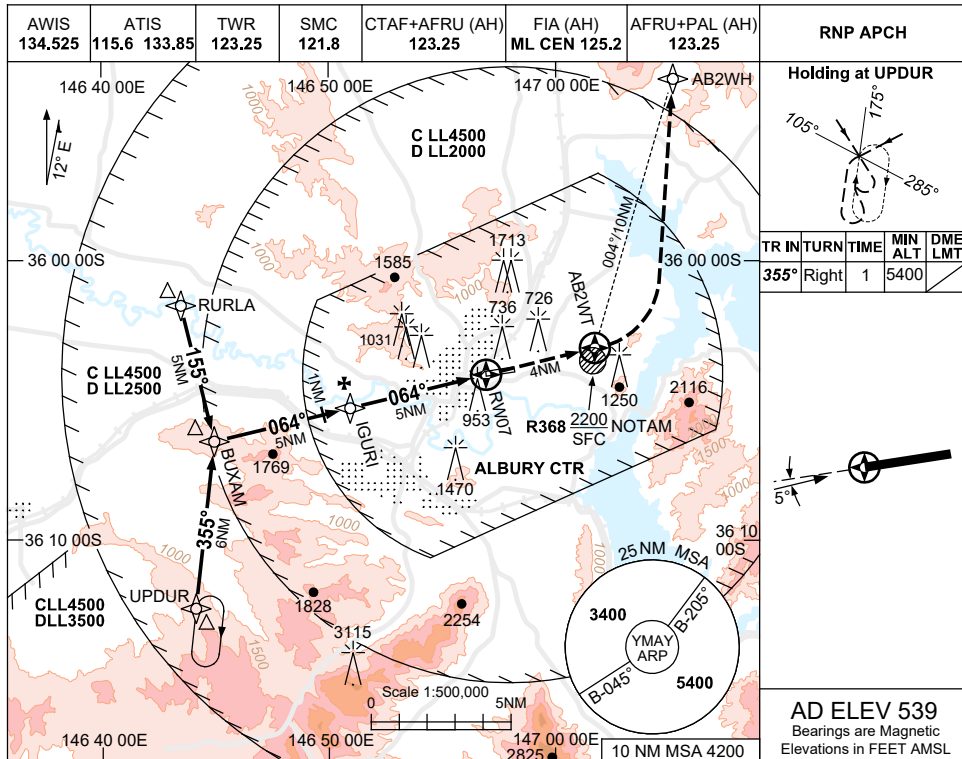 AWIS
134.525
ATIS
115.6 133.85
TWR
123.25
SMC
121.8
CTAF+AFRU (AH)
123.25
FIA (AH)
ML CEN 125.2
AFRU+PAL (AH)
123.25
RNP APCH
146 40 00E
146 50 00E
147 00 00E
AB2WH
1000
12° E
C LL4500
D LL2000
004°/10NM
36 00 00S
36 00 00S
1713
1585
1000
1000
736
726
AB2WT
RURLA
1031
155°
5NM
C LL4500
D LL2500
1NM
064°
5NM
4NM
RW07
953
1250
2116
064°
5NM
IGURI
R368
2200
SFC
NOTAM
1000
1500
BUXAM
1769
ALBURY CTR
1470
355°
6NM
1000
1000
1000
36 10
00S
36 10 00S
25 NM MSA
UPDUR
CLL4500
DLL3500
1828
2254
1500
3115
3400
YMAY
ARP
B-205°
B-045°
5400
Scale 1:500,000
0
5NM
146 40 00E
146 50 00E
147 00 00E
2825
10 NM MSA 4200
Holding at UPDUR
175°
105°
285°
TR IN
TURN
TIME
MIN
ALT
DME
LMT
355°
Right
1
5400
5°
AD ELEV 539
Bearings are Magnetic
Elevations in FEET AMSL